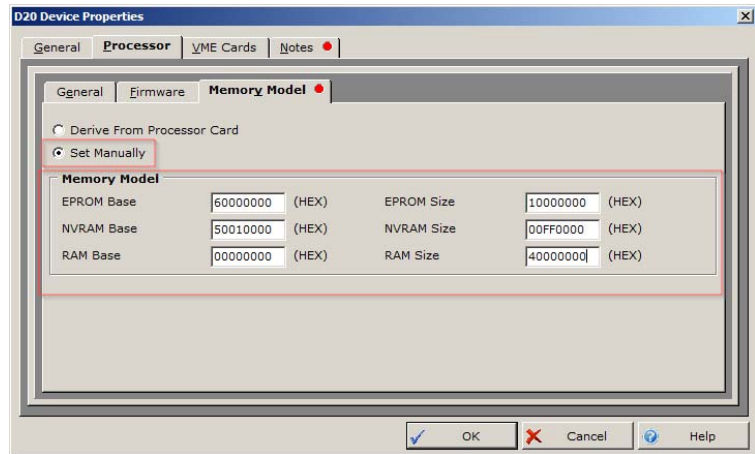 D20 Device Properties
General Processor VME Cards Notes
General Firmware Memory Model
Derive From Processor Card
Set Manually
Memory Model
EPROM Base 60000000 (HEX) EPROM Size 10000000 (HEX)
NVRAM Base 50010000 (HEX) NVRAM Size 00FF0000 (HEX)
RAM Base 00000000 (HEX) RAM Size 40000000 (HEX)
OK Cancel Help